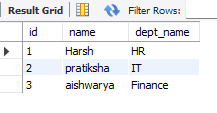 Result Grid Filter Rows:
id name dept_name
1 Harsh HR
2 pratiksha IT
3 aishwarya Finance